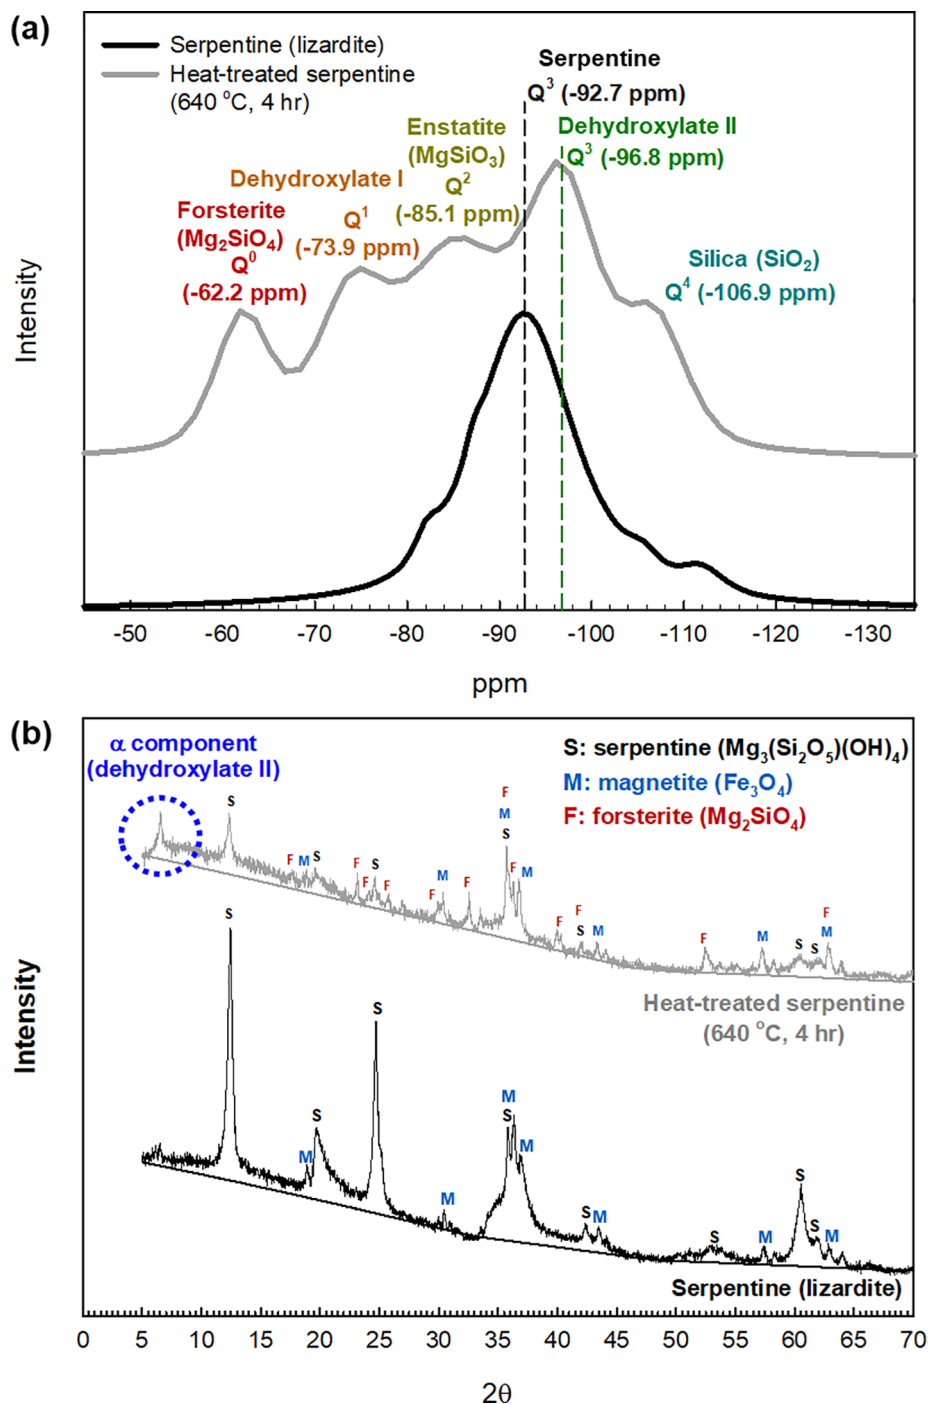 (a)
Serpentine (lizardite)
Heat-treated serpentine
(640 °C, 4 hr)
Serpentine
Q³ (-92.7 ppm)
Enstatite
(MgSiO₃)
Q²
(-85.1 ppm)
Dehydroxylate II
Q³ (-96.8 ppm)
Dehydroxylate I
Q¹
(-73.9 ppm)
Forsterite
(Mg₂SiO₄)
Q⁰
(-62.2 ppm)
Silica (SiO₂)
Q⁴ (-106.9 ppm)
Intensity
-50 -60 -70 -80 -90 -100 -110 -120 -130
ppm
(b)
α component
(dehydroxylate II)
S: serpentine (Mg₃(Si₂O₅)(OH)₄)
M: magnetite (Fe₃O₄)
F: forsterite (Mg₂SiO₄)
S
F
M
S
F
M
S
F
F
S
F
F
M
F
F
M
S
F
M
F
F
S
M
F
M
S
S
F
M
Heat-treated serpentine
(640 °C, 4 hr)
S
M
S
S
M
M
S
M
S
M
S
M
S
S
M
Serpentine (lizardite)
Intensity
0 5 10 15 20 25 30 35 40 45 50 55 60 65 70
2θ